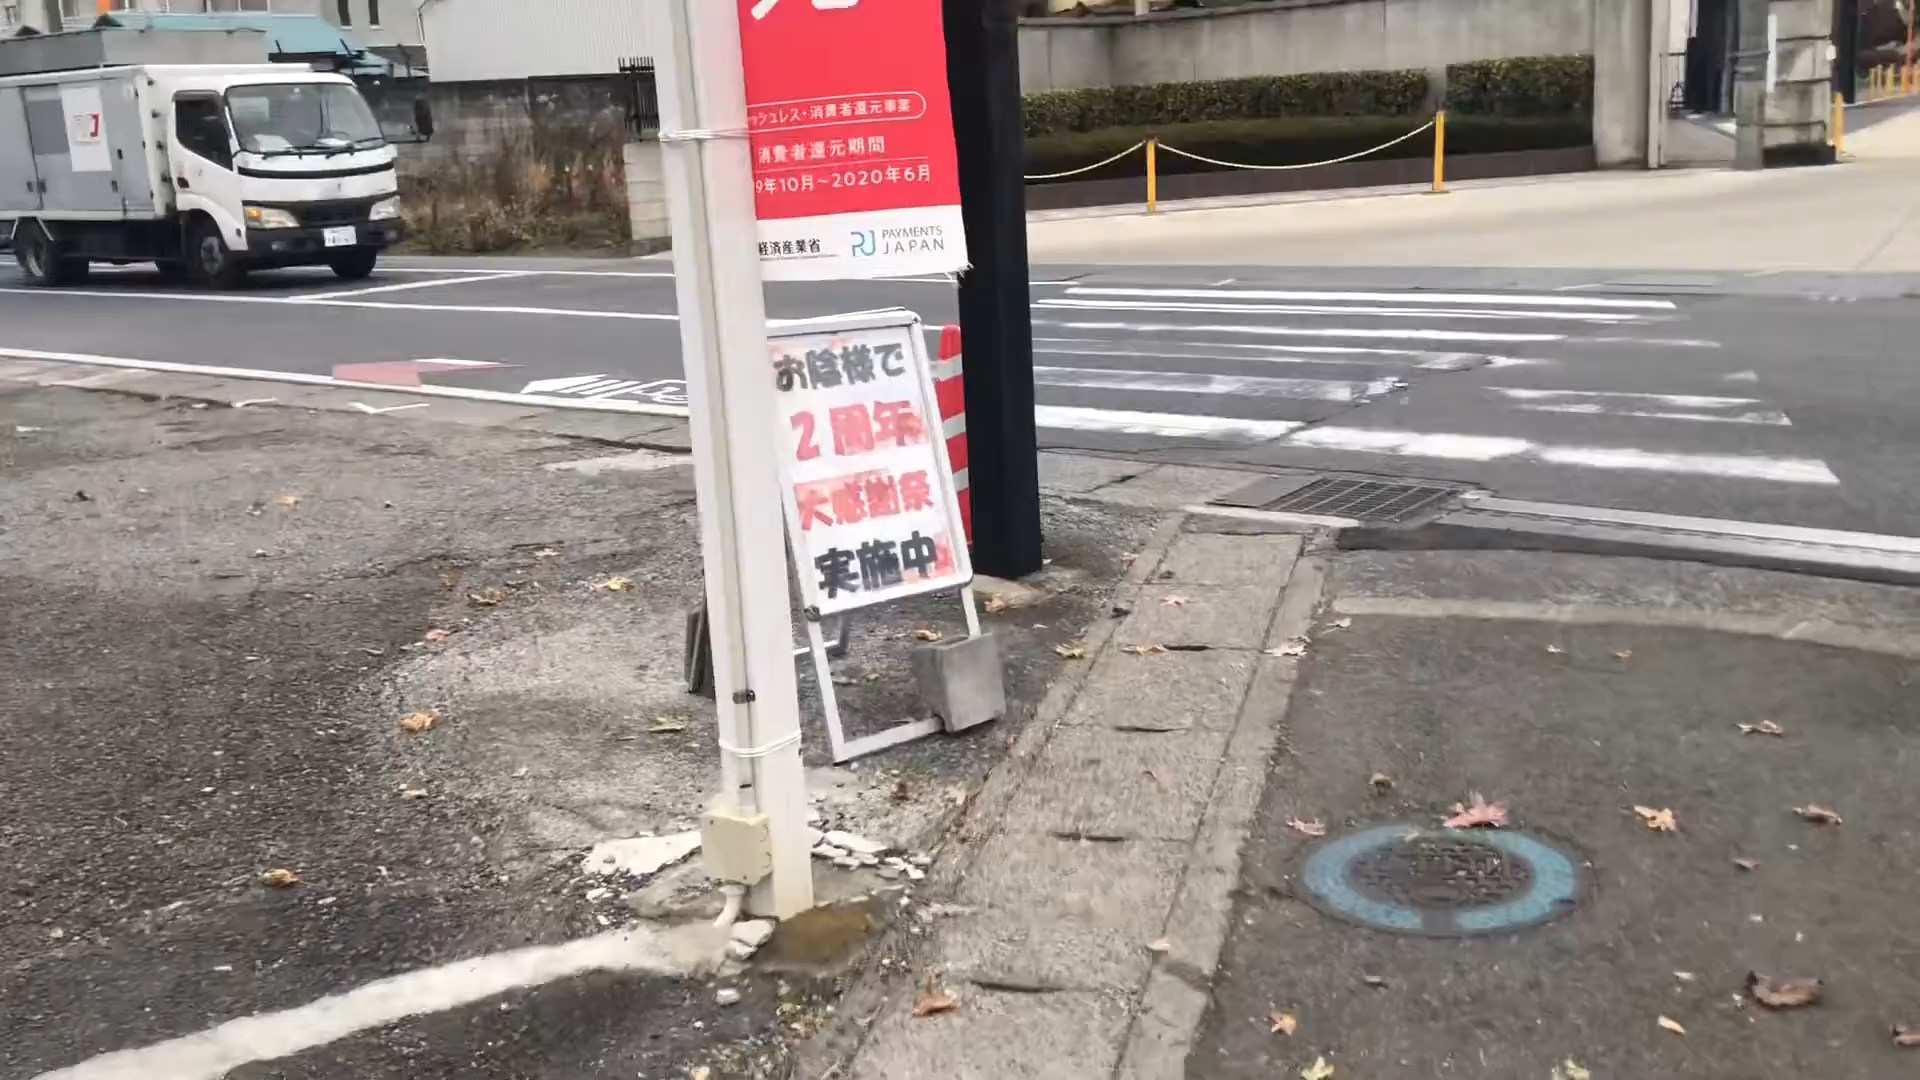 ッシュレス・消費者還元事業
消費者還元期間
9年10月～2020年6月
経済産業省
PAYMENTS
JAPAN
お陰様で
2周年
大感謝祭
実施中